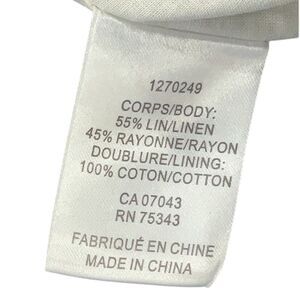 1270249
CORPS/BODY:
55% LIN/LINEN
45% RAYONNE/RAYON
DOUBLURE/LINING:
100% COTON/COTTON
CA 07043
RN 75343
FABRIQUÉ EN CHINE
MADE IN CHINA